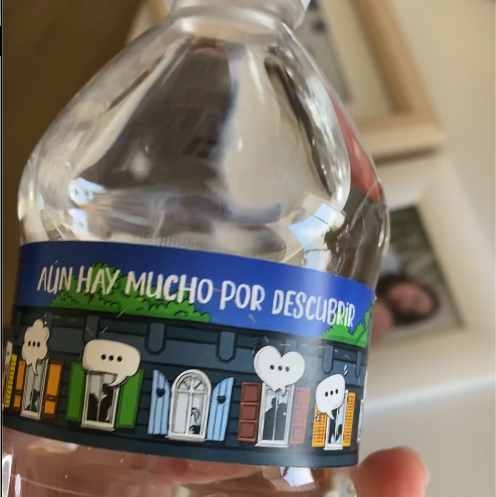 AÚN HAY MUCHO POR DESCUBRIR